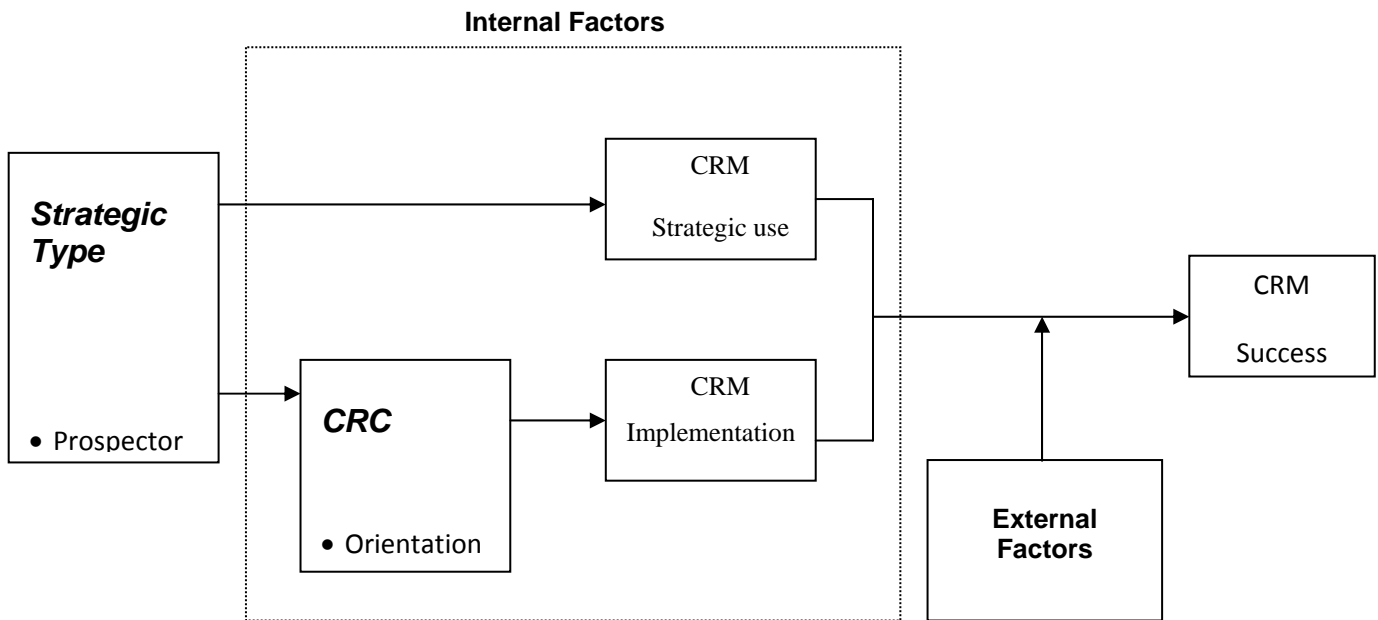 Internal Factors
Strategic
Type
• Prospector
CRC
• Orientation
CRM
Strategic use
CRM
Implementation
External
Factors
CRM
Success